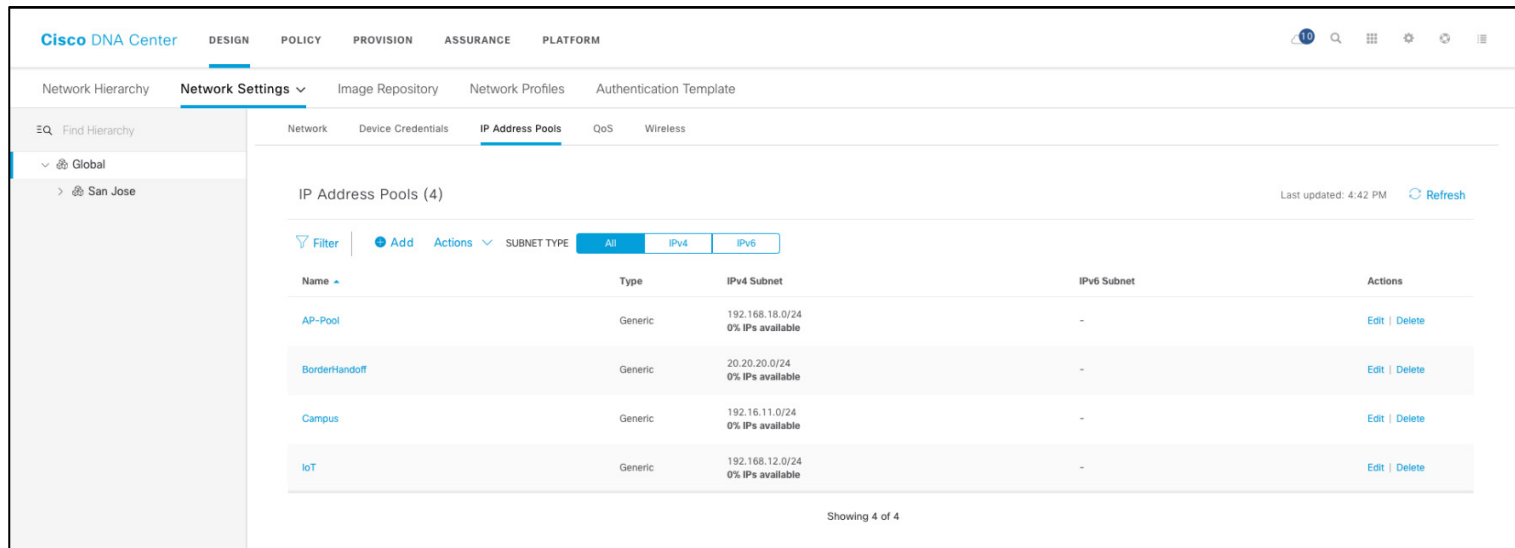 Cisco DNA Center DESIGN POLICY PROVISION ASSURANCE PLATFORM 10
Network Hierarchy Network Settings Image Repository Network Profiles Authentication Template
Find Hierarchy
Network Device Credentials IP Address Pools QoS Wireless
Global
San Jose
IP Address Pools (4) Last updated: 4:42 PM Refresh
Filter Add Actions SUBNET TYPE All IPv4 IPv6
Name Type IPv4 Subnet IPv6 Subnet Actions
AP-Pool Generic 192.168.18.0/24 - Edit | Delete
0% IPs available
BorderHandoff Generic 20.20.20.0/24 - Edit | Delete
0% IPs available
Campus Generic 192.16.11.0/24 - Edit | Delete
0% IPs available
IoT Generic 192.168.12.0/24 - Edit | Delete
0% IPs available
Showing 4 of 4